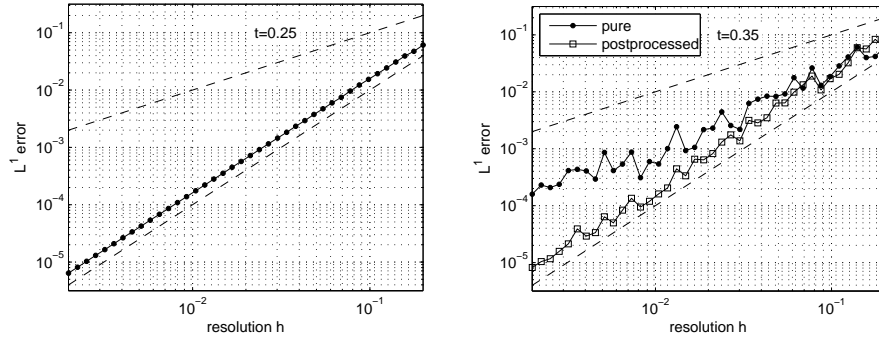 t=0.25
L¹ error
10⁻¹
10⁻²
10⁻³
10⁻⁴
10⁻⁵
10⁻²
10⁻¹
resolution h
pure
postprocessed
t=0.35
L¹ error
10⁻¹
10⁻²
10⁻³
10⁻⁴
10⁻⁵
10⁻²
10⁻¹
resolution h